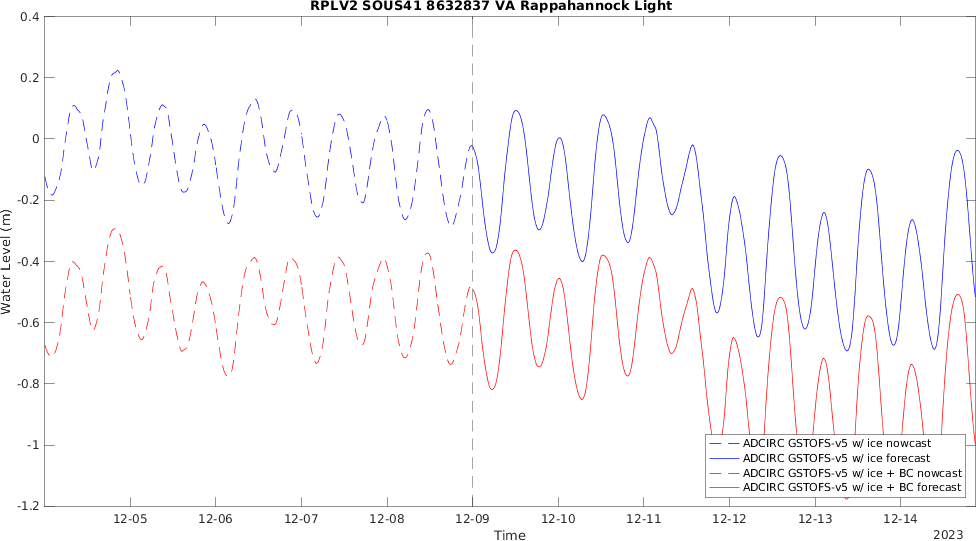 RPLV2 SOUS41 8632837 VA Rappahannock Light
0.4
0.2
0
-0.2
-0.4
-0.6
-0.8
-1
-1.2
Water Level (m)
ADCIRC GSTOFS-v5 w/ ice nowcast
ADCIRC GSTOFS-v5 w/ ice forecast
ADCIRC GSTOFS-v5 w/ ice + BC nowcast
ADCIRC GSTOFS-v5 w/ ice + BC forecast
12-05 12-06 12-07 12-08 12-09 12-10 12-11 12-12 12-13 12-14
Time
2023